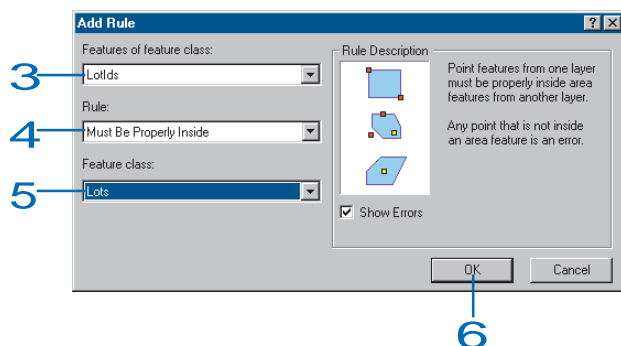 Add Rule
Features of feature class:
3
LotIds
Rule:
4
Must Be Properly Inside
Feature class:
5
Lots
Rule Description
Point features from one layer
must be properly inside area
features from another layer.
Any point that is not inside
an area feature is an error.
Show Errors
OK
Cancel
6